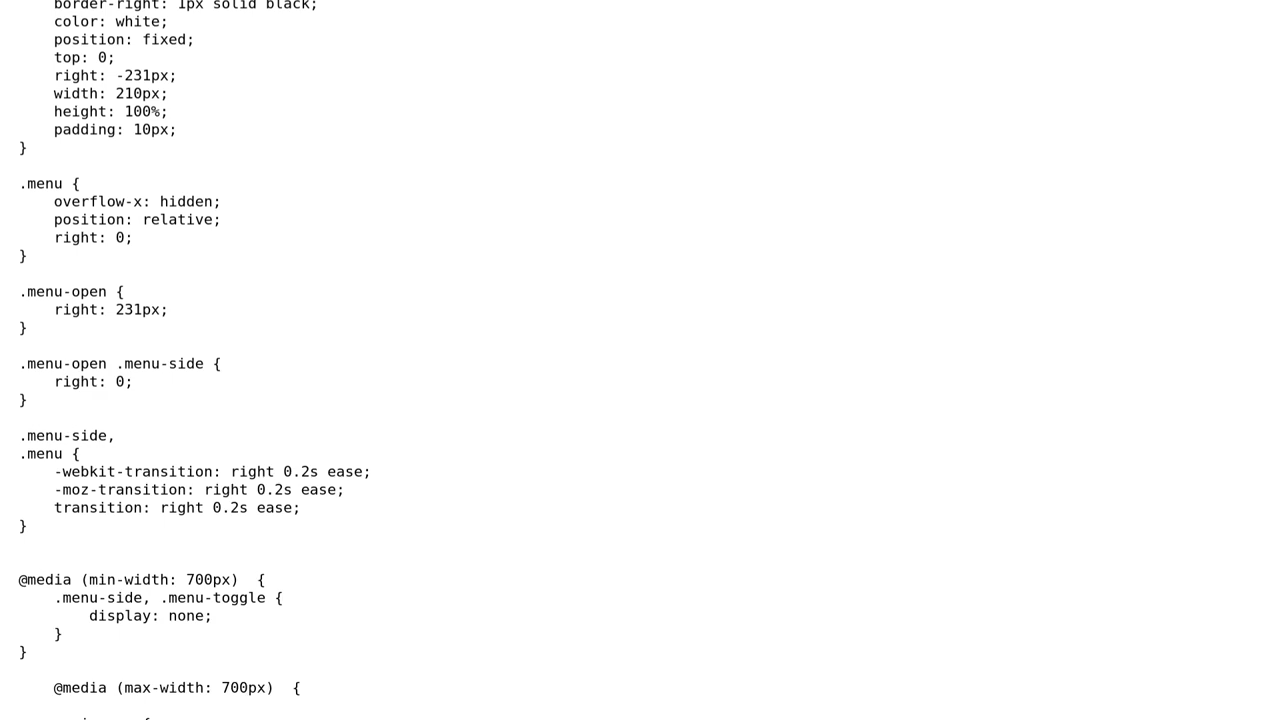 border-right: 1px solid black;
    color: white;
    position: fixed;
    top: 0;
    right: -231px;
    width: 210px;
    height: 100%;
    padding: 10px;
}

.menu {
    overflow-x: hidden;
    position: relative;
    right: 0;
}

.menu-open {
    right: 231px;
}

.menu-open .menu-side {
    right: 0;
}

.menu-side,
.menu {
    -webkit-transition: right 0.2s ease;
    -moz-transition: right 0.2s ease;
    transition: right 0.2s ease;
}


@media (min-width: 700px)  {
    .menu-side, .menu-toggle {
        display: none;
    }
}

    @media (max-width: 700px)  {